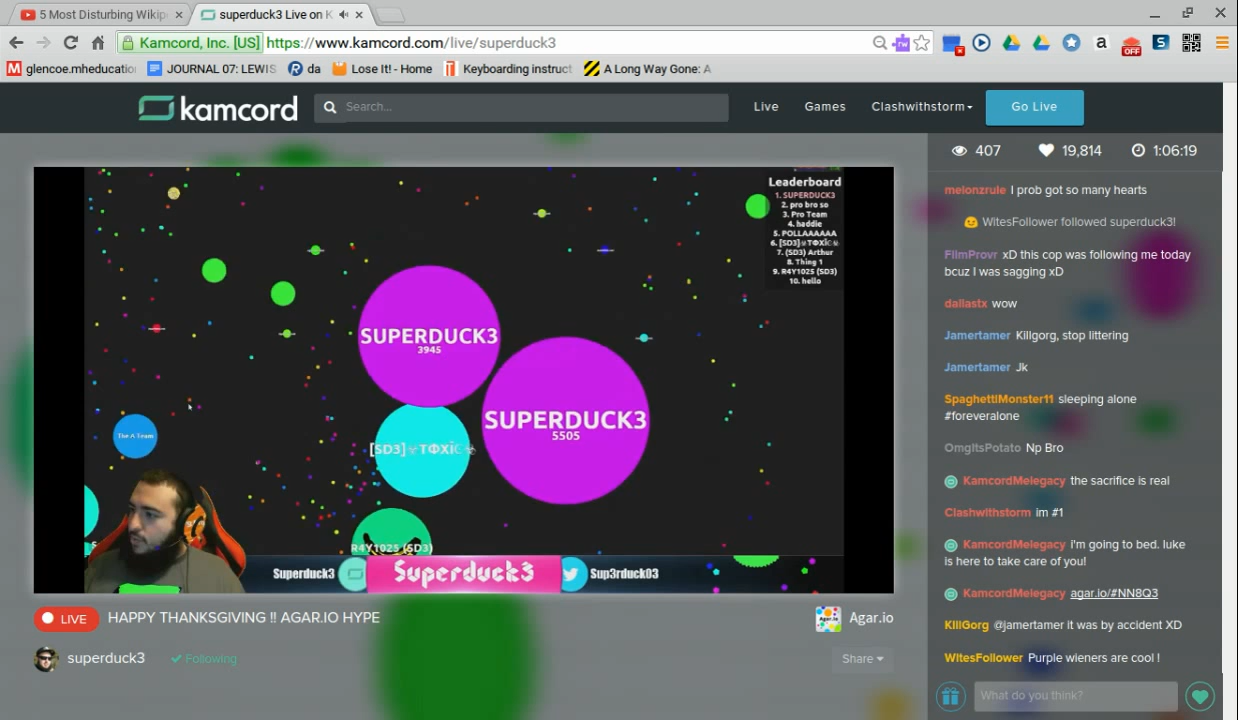 5 Most Disturbing Wikip
superduck3 Live on K
Kamcord, Inc. [US]
https://www.kamcord.com/live/superduck3
glencoe.mheducation
JOURNAL 07: LEWIS
da
Lose It! - Home
Keyboarding instruct
A Long Way Gone: A
kamcord
Search...
Live
Games
Clashwithstorm
Go Live
407
19,814
1:06:19
Leaderboard
1. SUPERDUCK3
2. pro bro so
3. Pro Team
4. haddie
5. POLLAAAAAA
6. [SD3]☣TФXiC☣
7. (SD3) Arthur
8. Thing 1
9. R4Y1025 (SD3)
10. hello
SUPERDUCK3
3945
SUPERDUCK3
5505
[SD3]☣TФXiC☣
The A Team
R4Y1025 (SD3)
Superduck3
Superduck3
Sup3rduck03
LIVE
HAPPY THANKSGIVING !! AGAR.IO HYPE
Agar.io
superduck3
Following
Share
melonzrule I prob got so many hearts
WitesFollower followed superduck3!
FilmProvr xD this cop was following me today
bcuz I was sagging xD
dallastx wow
Jamertamer Killgorg, stop littering
Jamertamer Jk
SpaghettiMonster11 sleeping alone
#foreveralone
OmgItsPotato Np Bro
KamcordMelegacy the sacrifice is real
Clashwithstorm im #1
KamcordMelegacy i'm going to bed. luke
is here to take care of you!
KamcordMelegacy agar.io/#NN8Q3
KillGorg @jamertamer it was by accident XD
WitesFollower Purple wieners are cool !
What do you think?